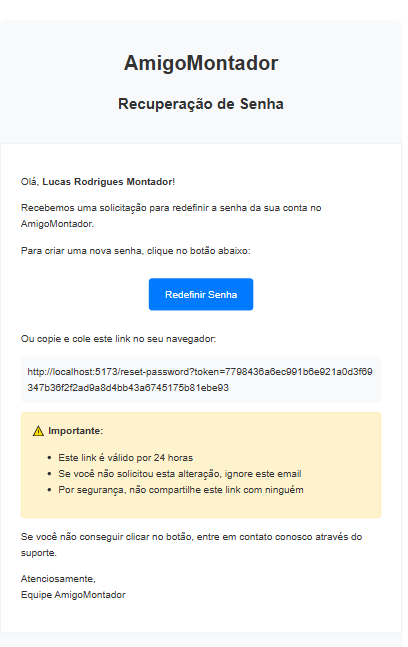 AmigoMontador
Recuperação de Senha
Olá, Lucas Rodrigues Montador!
Recebemos uma solicitação para redefinir a senha da sua conta no
AmigoMontador.
Para criar uma nova senha, clique no botão abaixo:
Redefinir Senha
Ou copie e cole este link no seu navegador:
http://localhost:5173/reset-password?token=7798436a6ec991b6e921a0d3f69
347b36f2f2ad9a8d4bb43a6745175b81ebe93
⚠ Importante:
• Este link é válido por 24 horas
• Se você não solicitou esta alteração, ignore este email
• Por segurança, não compartilhe este link com ninguém
Se você não conseguir clicar no botão, entre em contato conosco através do
suporte.
Atenciosamente,
Equipe AmigoMontador